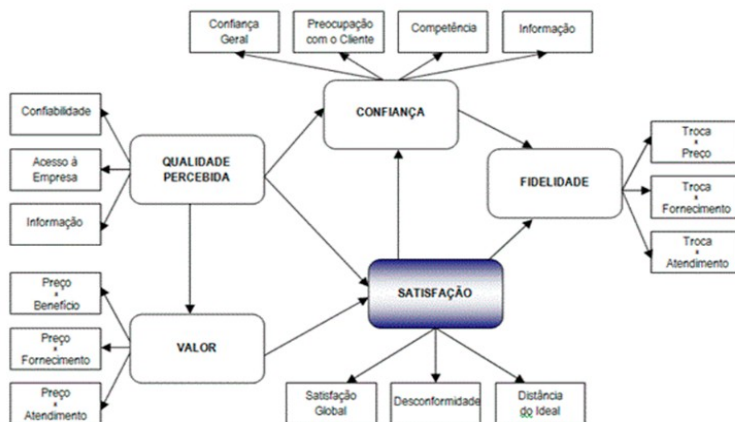 Confiança
Geral
Preocupação
com o Cliente
Competência
Informação
CONFIANÇA
Confiabilidade
Acesso à
Empresa
Informação
QUALIDADE
PERCEBIDA
FIDELIDADE
Troca
x
Preço
Troca
x
Fornecimento
Troca
x
Atendimento
Preço
x
Benefício
Preço
x
Fornecimento
Preço
x
Atendimento
VALOR
SATISFAÇÃO
Satisfação
Global
Desconformidade
Distância
do Ideal